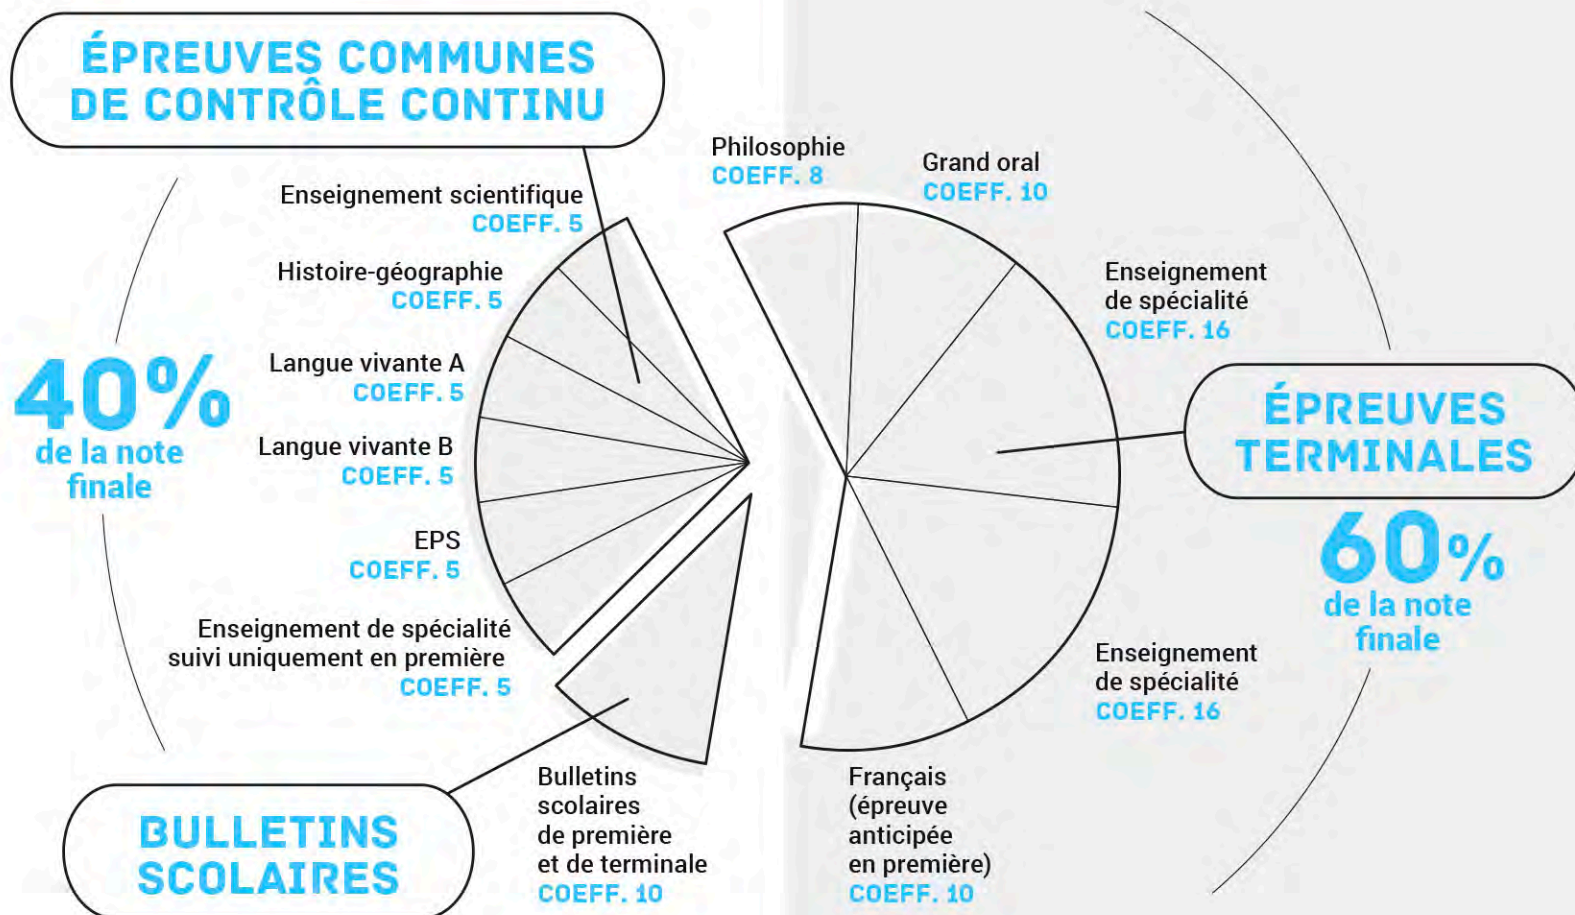 ÉPREUVES COMMUNES
DE CONTRÔLE CONTINU
Enseignement scientifique
COEFF. 5
Histoire-géographie
COEFF. 5
Langue vivante A
COEFF. 5
Langue vivante B
COEFF. 5
EPS
COEFF. 5
Enseignement de spécialité
suivi uniquement en première
COEFF. 5
40%
de la note
finale
BULLETINS
SCOLAIRES
Bulletins
scolaires
de première
et de terminale
COEFF. 10
Philosophie
COEFF. 8
Grand oral
COEFF. 10
Enseignement
de spécialité
COEFF. 16
ÉPREUVES
TERMINALES
60%
de la note
finale
Enseignement
de spécialité
COEFF. 16
Français
(épreuve
anticipée
en première)
COEFF. 10